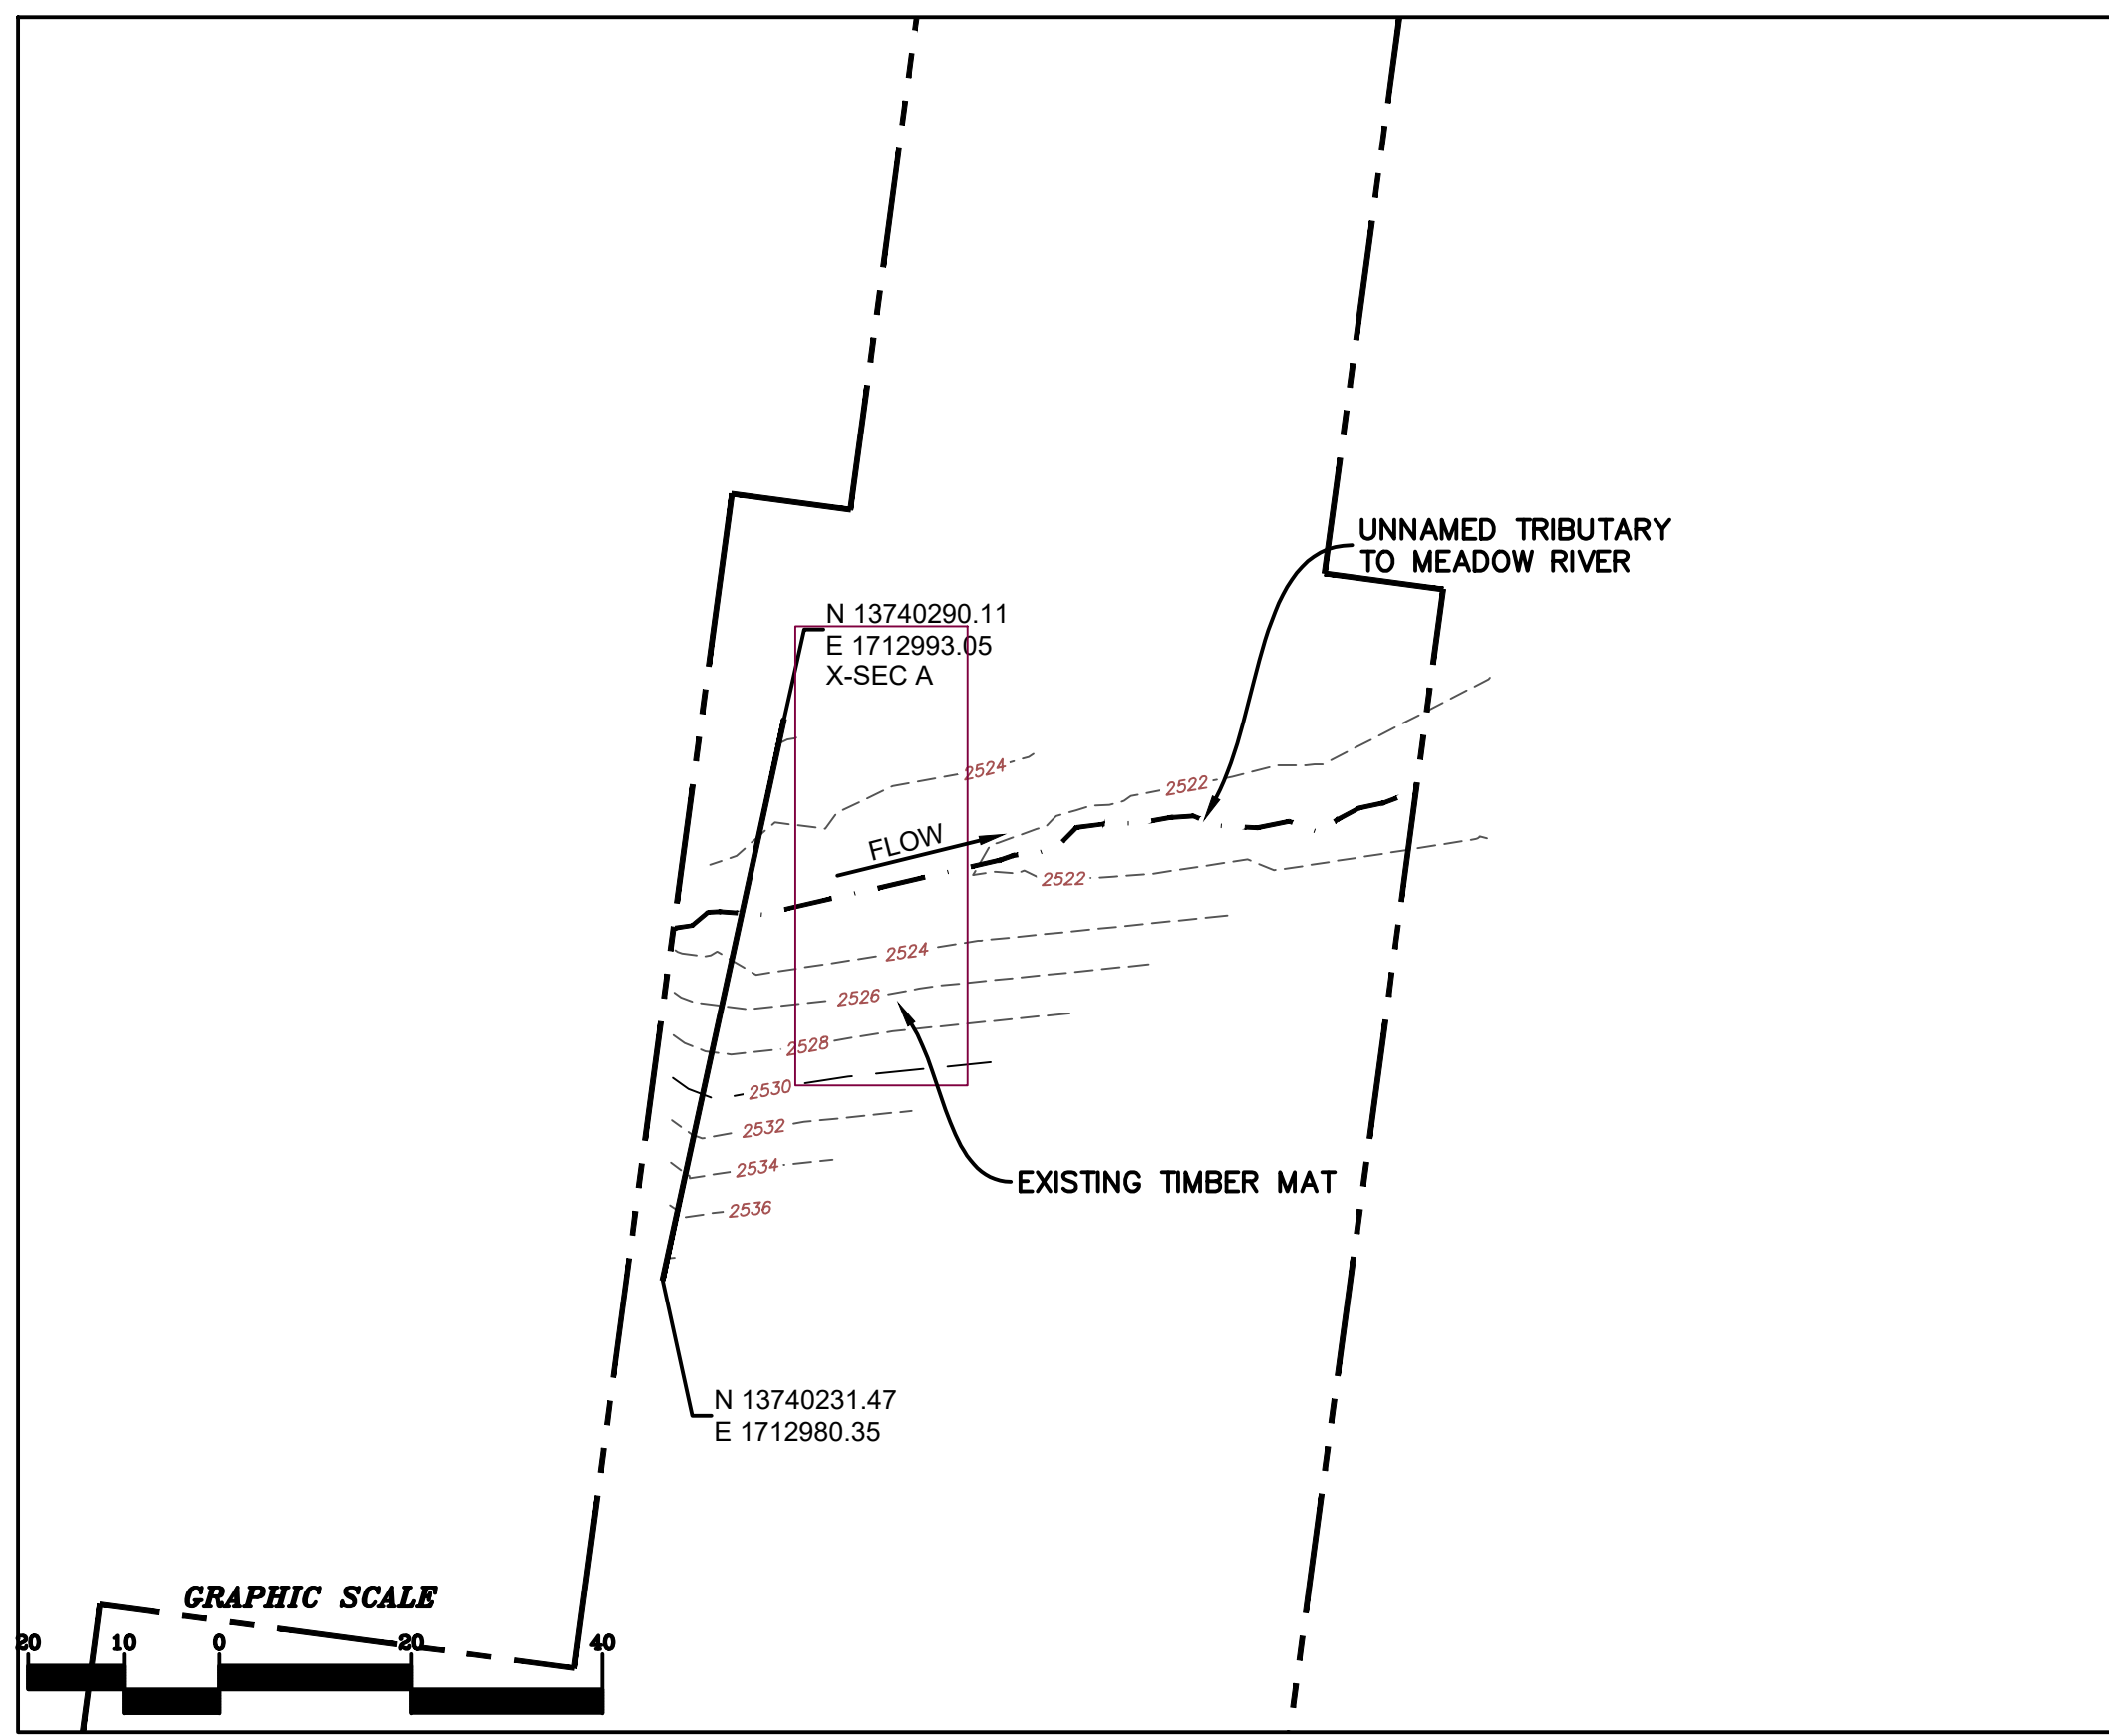 UNNAMED TRIBUTARY
TO MEADOW RIVER
N 13740290.11
E 1712993.05
X-SEC A
2524
2522
FLOW
2522
2524
2526
2528
2530
2532
2534
2536
EXISTING TIMBER MAT
N 13740231.47
E 1712980.35
GRAPHIC SCALE
20 10 0 20 40